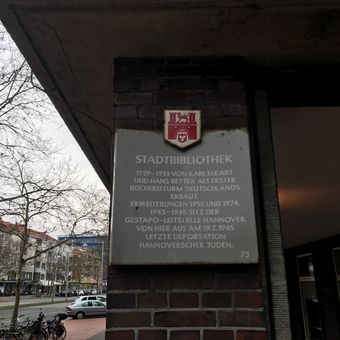 STADTBIBLIOTHEK
1929-1931 VON KARL ELKART
UND HANS BETTEX ALS ERSTER
BÜCHEREITURM DEUTSCHLANDS
ERBAUT.
ERWEITERUNGEN 1955 UND 1974.
1943-1945 SITZ DER
GESTAPO-LEITSTELLE HANNOVER.
VON HIER AUS AM 19.2.1945
LETZTE DEPORTATION
HANNOVERSCHER JUDEN.
73